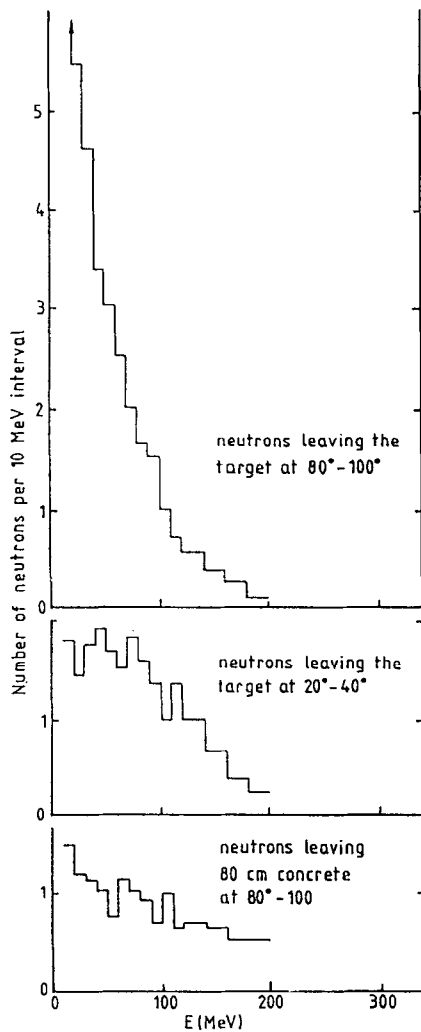 Number of neutrons per 10 MeV interval
5
4
3
2
1
0
neutrons leaving the
target at 80°-100°
1
0
neutrons leaving the
target at 20°-40°
1
0
neutrons leaving
80 cm concrete
at 80°-100
0
100
200
300
E(MeV)